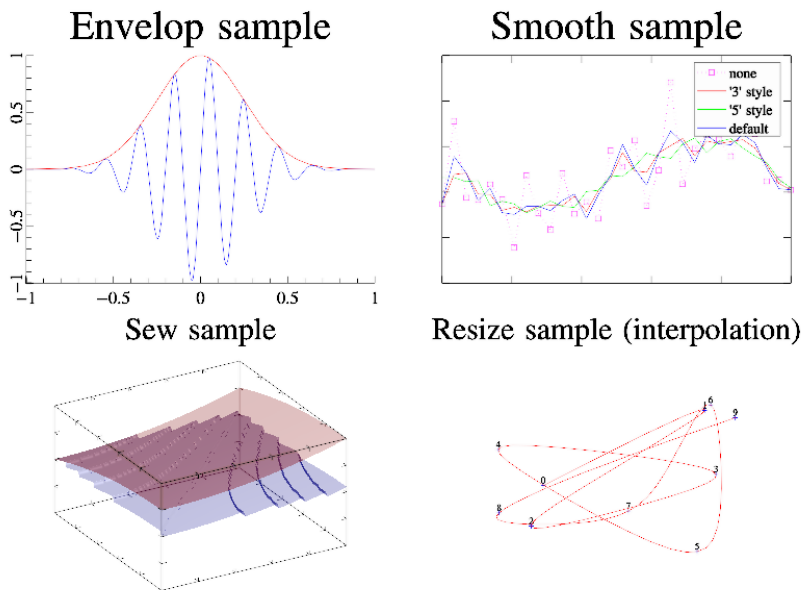 Envelop sample
Smooth sample
1
0.5
0
−0.5
−1
−1
−0.5
0
0.5
1
none
'3' style
'5' style
default
Sew sample
Resize sample (interpolation)
6
9
4
3
0
8
7
2
5